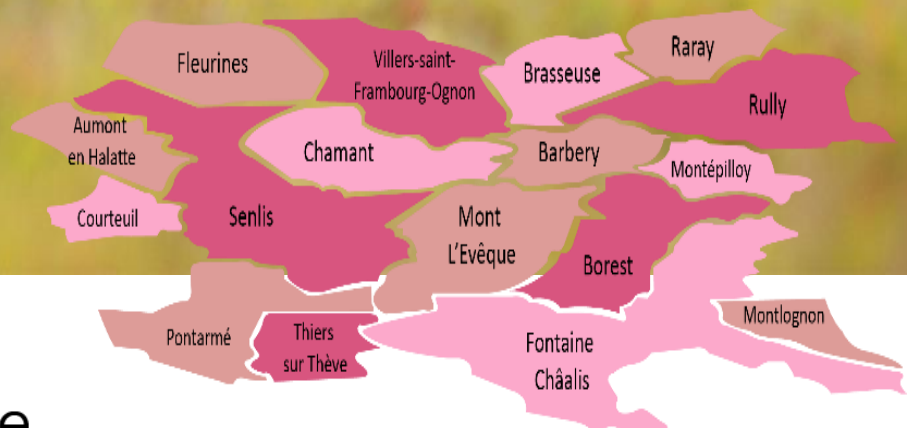 Fleurines
Villers-saint-
Frambourg-Ognon
Brasseuse
Raray
Rully
Aumont
en Halatte
Chamant
Barbery
Montépilloy
Courteuil
Senlis
Mont
L'Evêque
Borest
Pontarmé
Thiers
sur Thève
Fontaine
Châalis
Montlognon
e